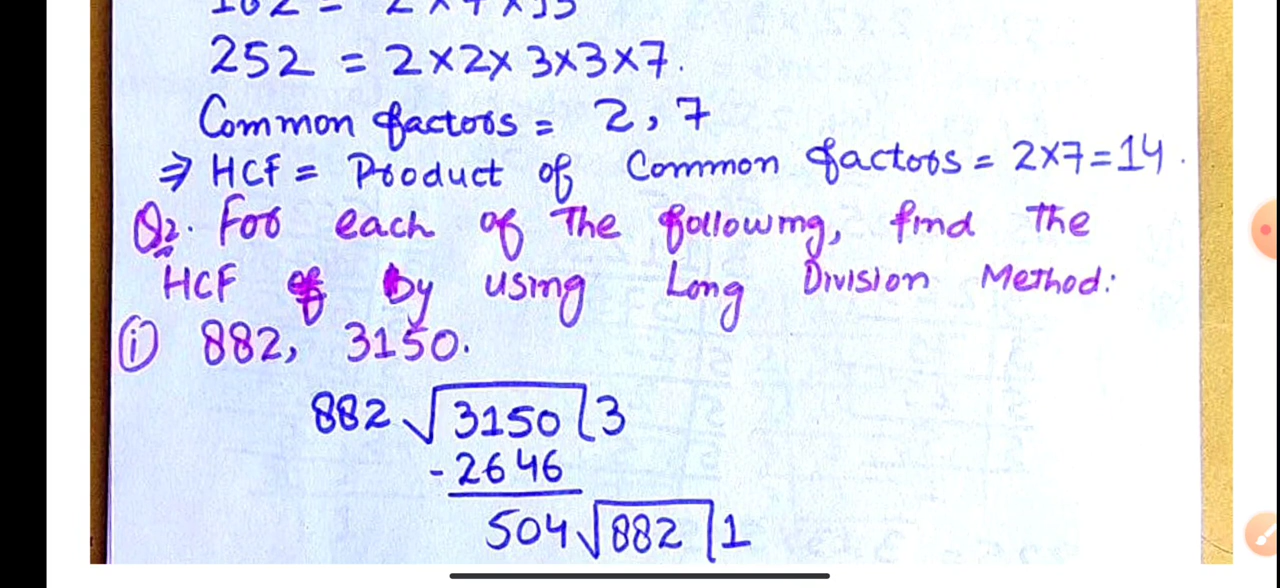 252 = 2×2×3×3×7.
Common factors = 2, 7
⇒ HCF = Product of Common factors = 2×7=14.
Q2. For each of the following, find the
HCF by using Long Division Method:
(i) 882, 3150.
882 √3150 3
-2646
504 √882 1